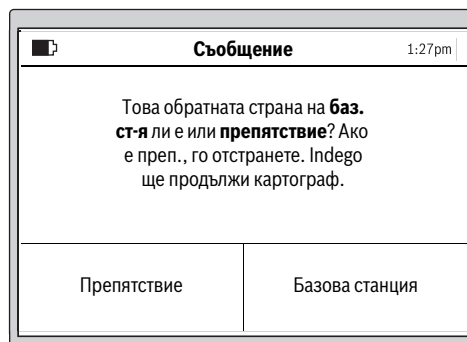 Съобщение 1:27pm
Това обратната страна на баз.
ст-я ли е или препятствие? Ако
е преп., го отстранете. Indego
ще продължи картограф.
Препятствие Базова станция